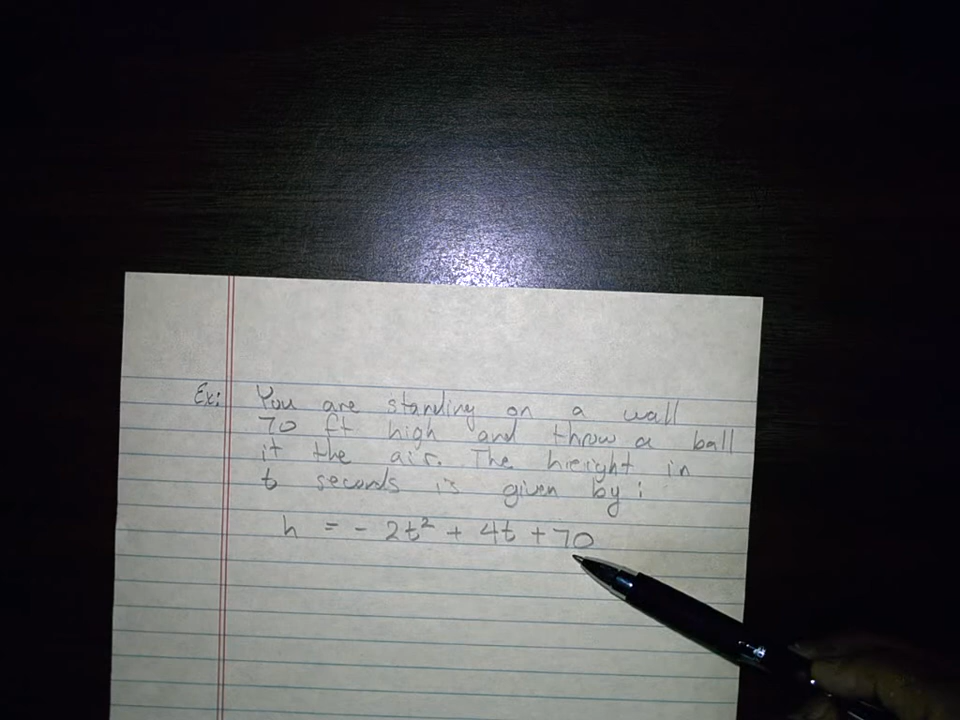 Ex: You are standing on a wall
70 ft high and throw a ball
it the air. The height in
t seconds is given by:
h = - 2t² + 4t + 70